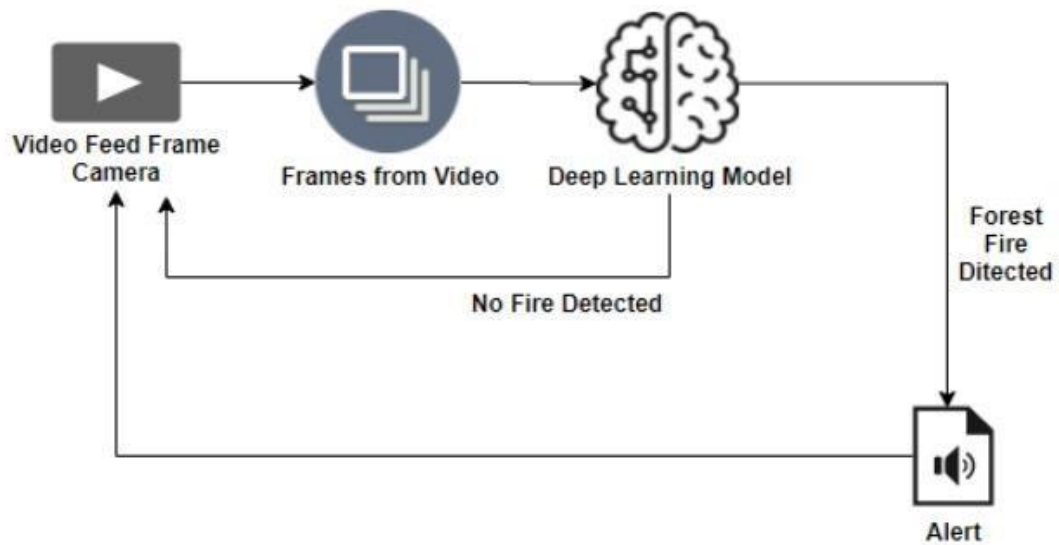 Video Feed Frame
Camera
Frames from Video
Deep Learning Model
Forest
Fire
Ditected
No Fire Detected
Alert